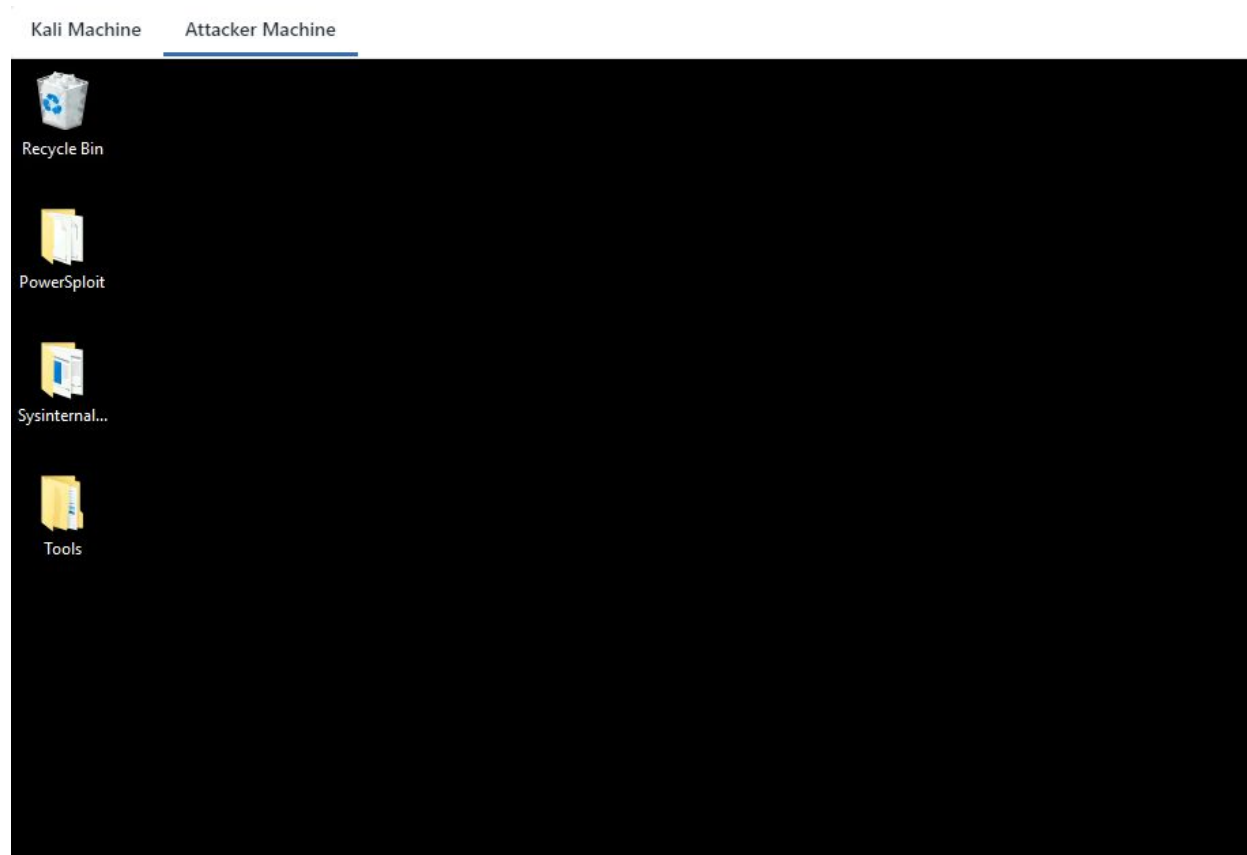 Kali Machine Attacker Machine
Recycle Bin
PowerSploit
Sysinternal...
Tools